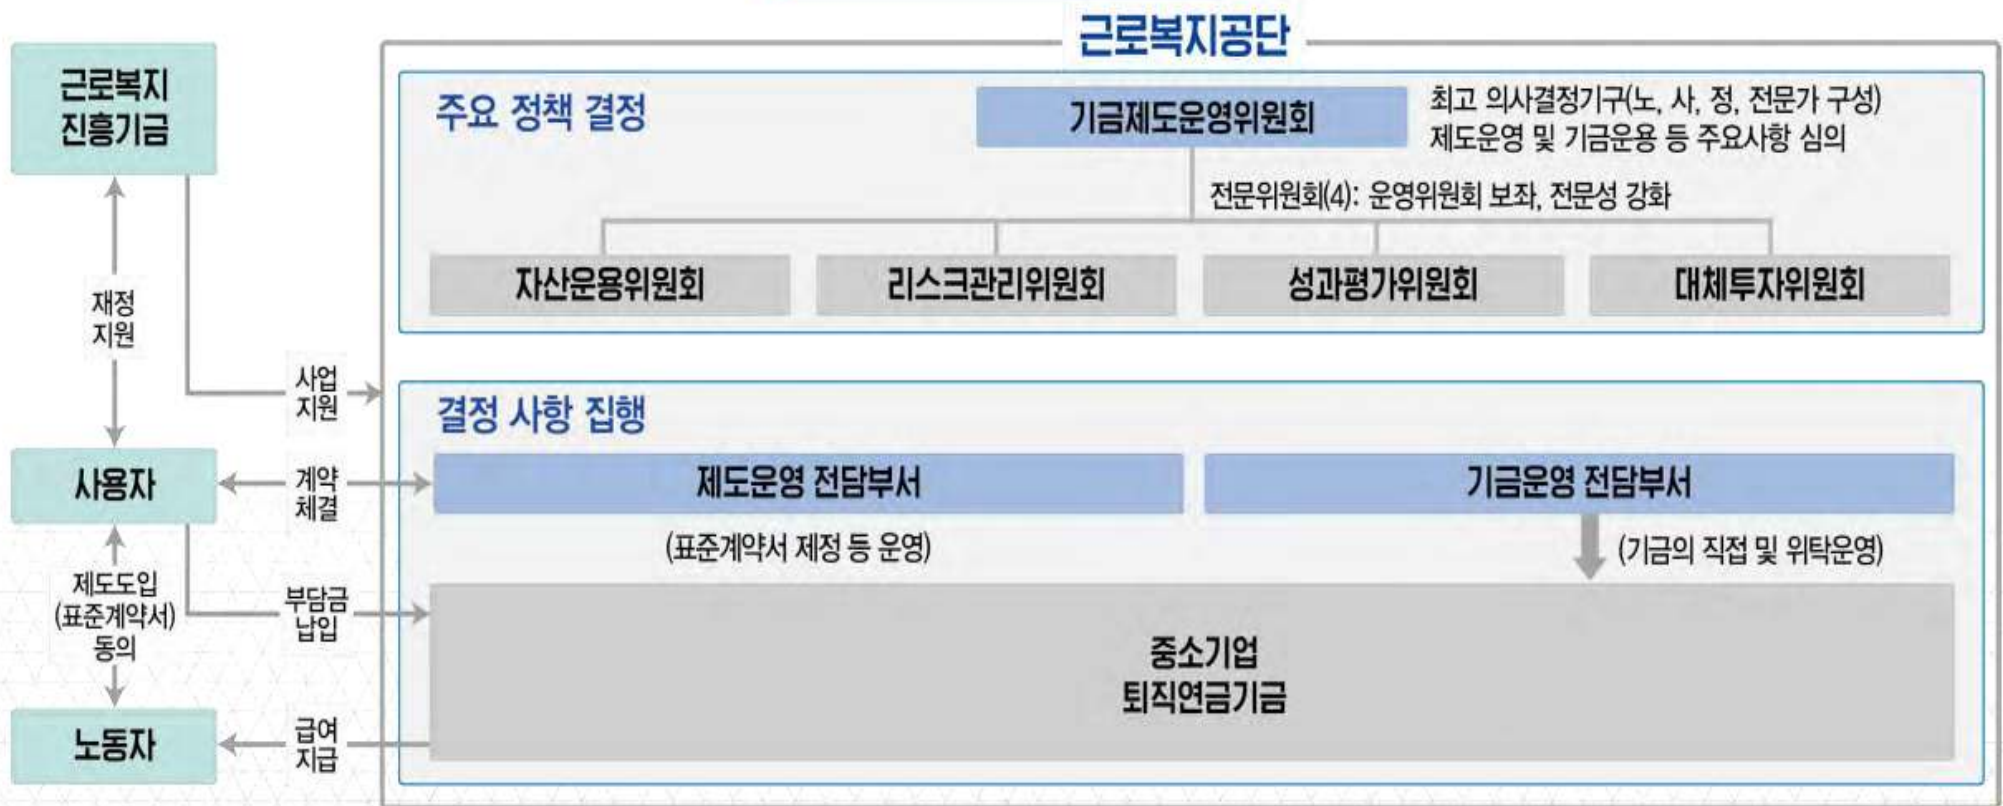 근로복지공단
근로복지
진흥기금
주요 정책 결정
기금제도운영위원회
최고 의사결정기구(노, 사, 정, 전문가 구성)
제도운영 및 기금운용 등 주요사항 심의
전문위원회(4): 운영위원회 보좌, 전문성 강화
자산운용위원회
리스크관리위원회
성과평가위원회
대체투자위원회
재정
지원
사업
지원
결정 사항 집행
사용자
계약
체결
제도운영 전담부서
기금운영 전담부서
(표준계약서 제정 등 운영)
(기금의 직접 및 위탁운영)
제도도입
(표준계약서)
동의
부담금
납입
중소기업
퇴직연금기금
노동자
급여
지급